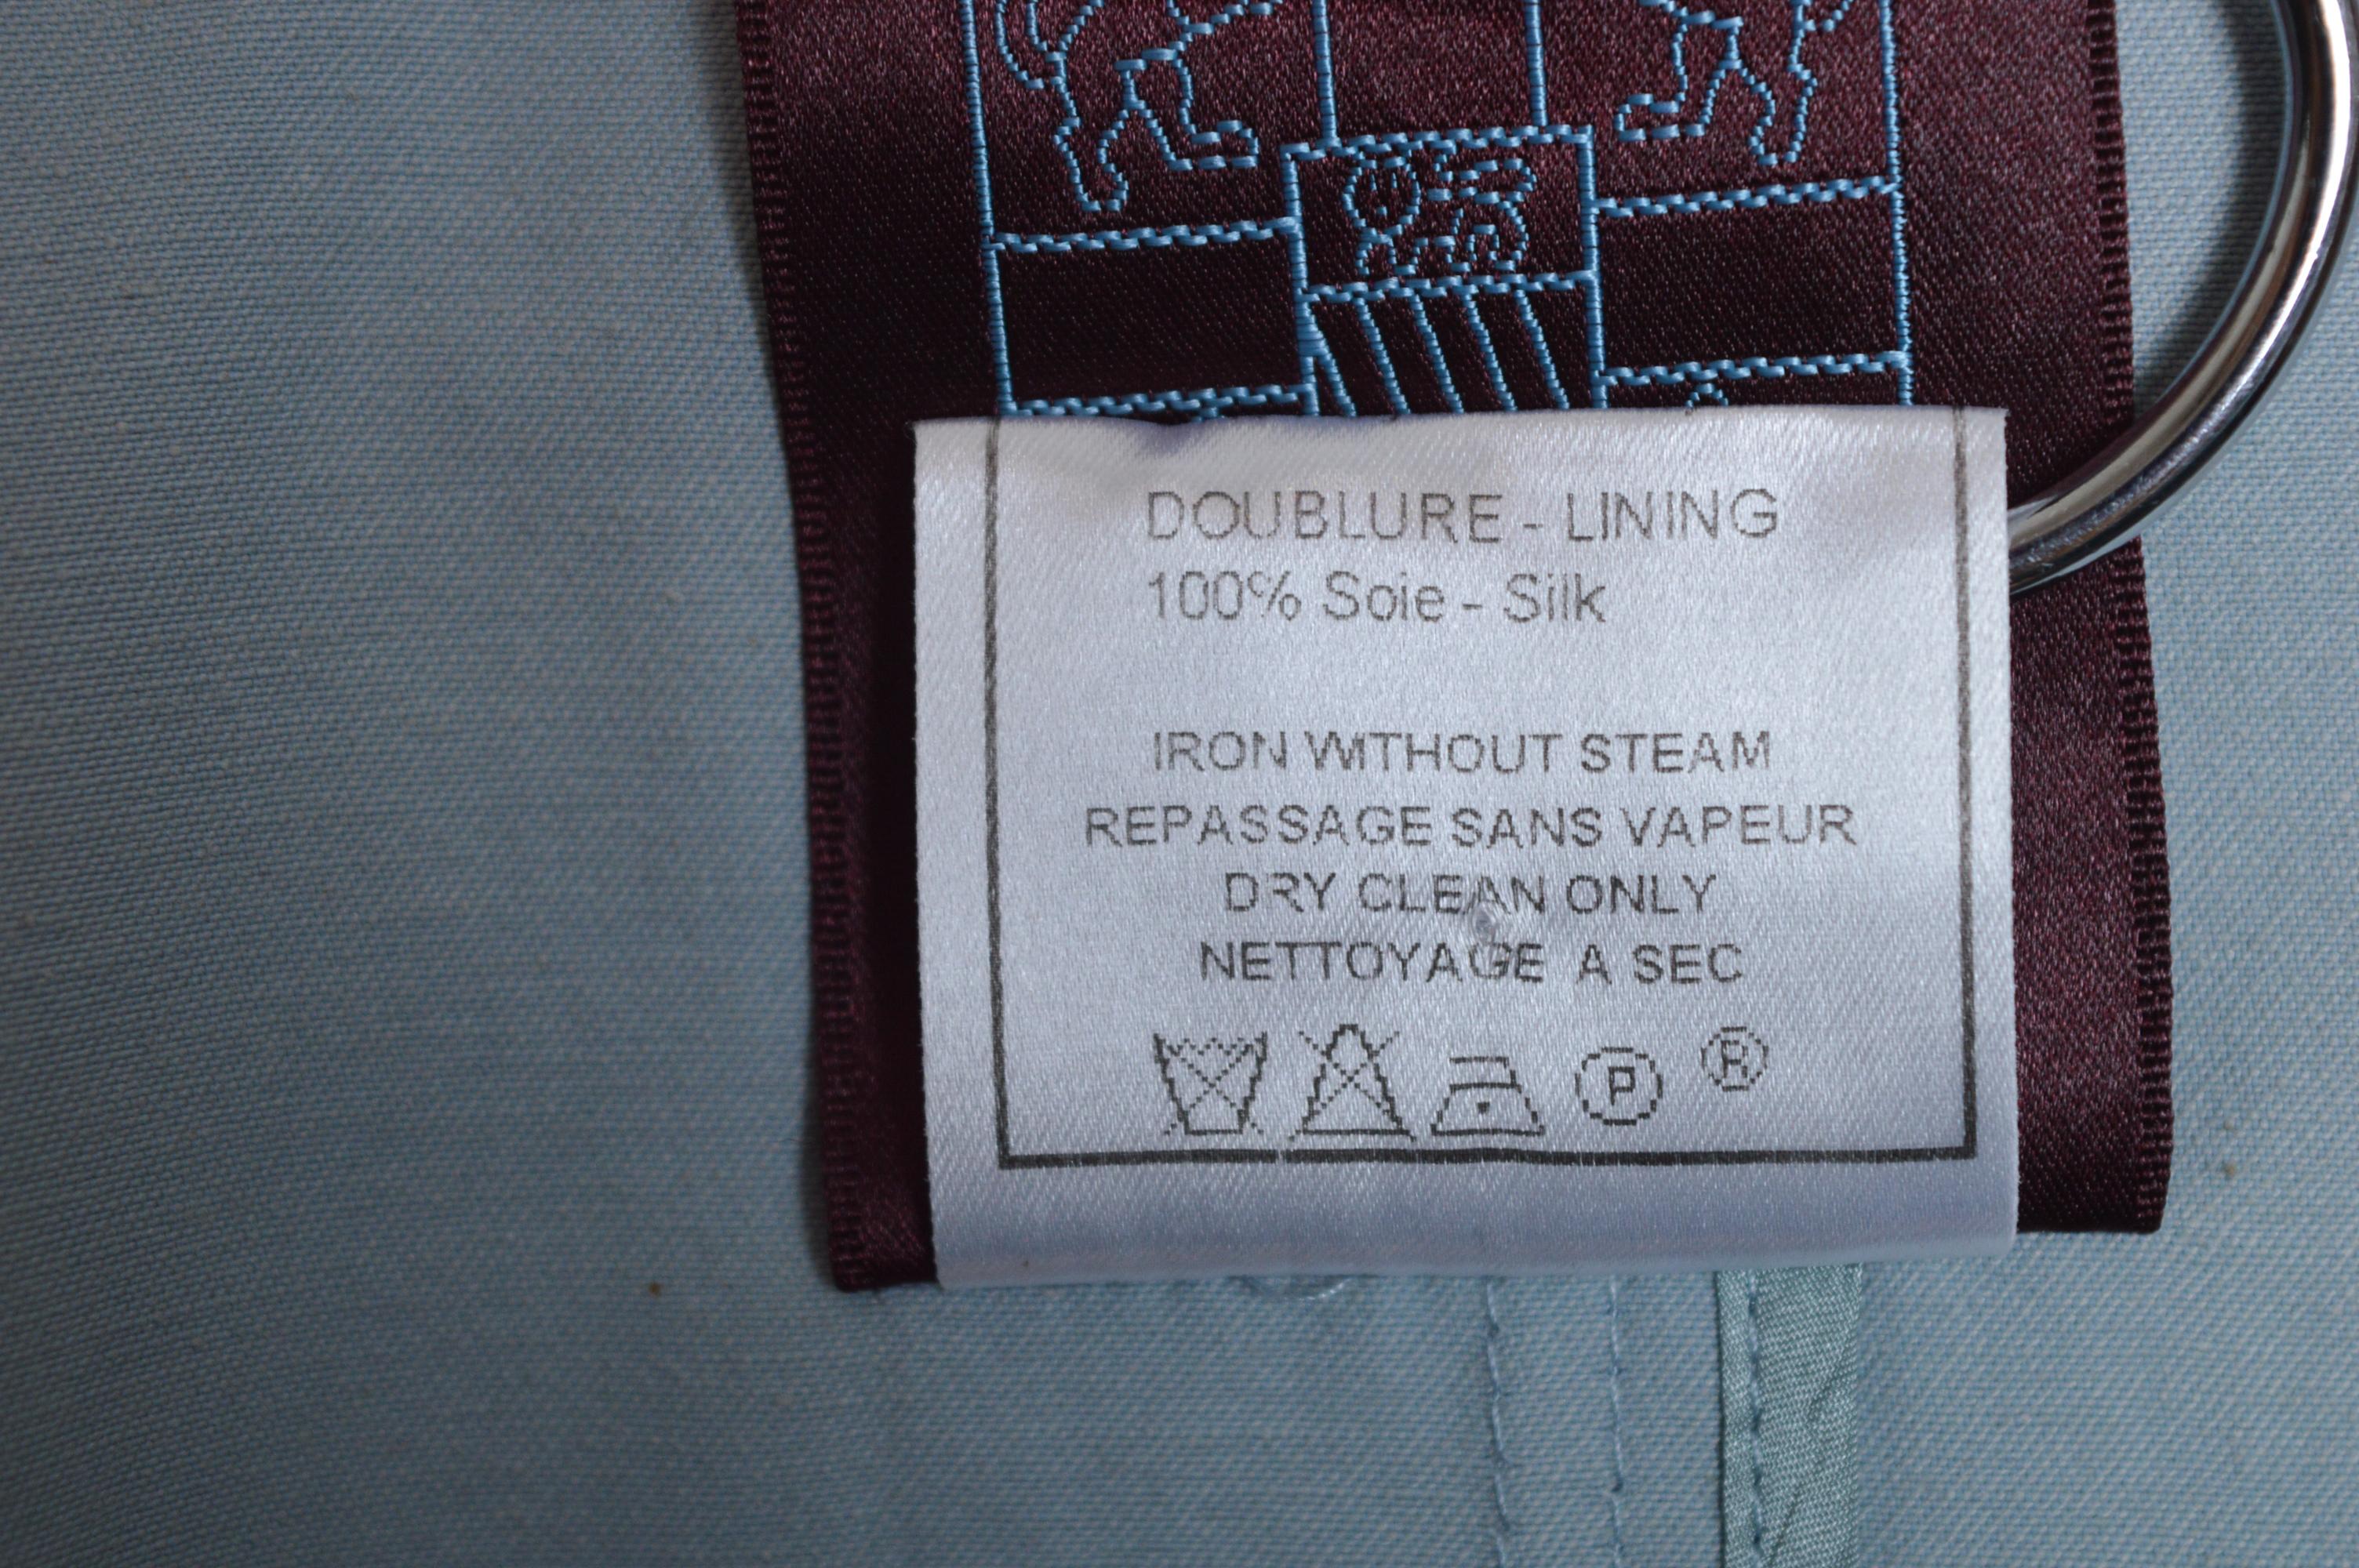 DOUBLURE - LINING
100% Soie - Silk
IRON WITHOUT STEAM
REPASSAGE SANS VAPEUR
DRY CLEAN ONLY
NETTOYAGE A SEC
P ®